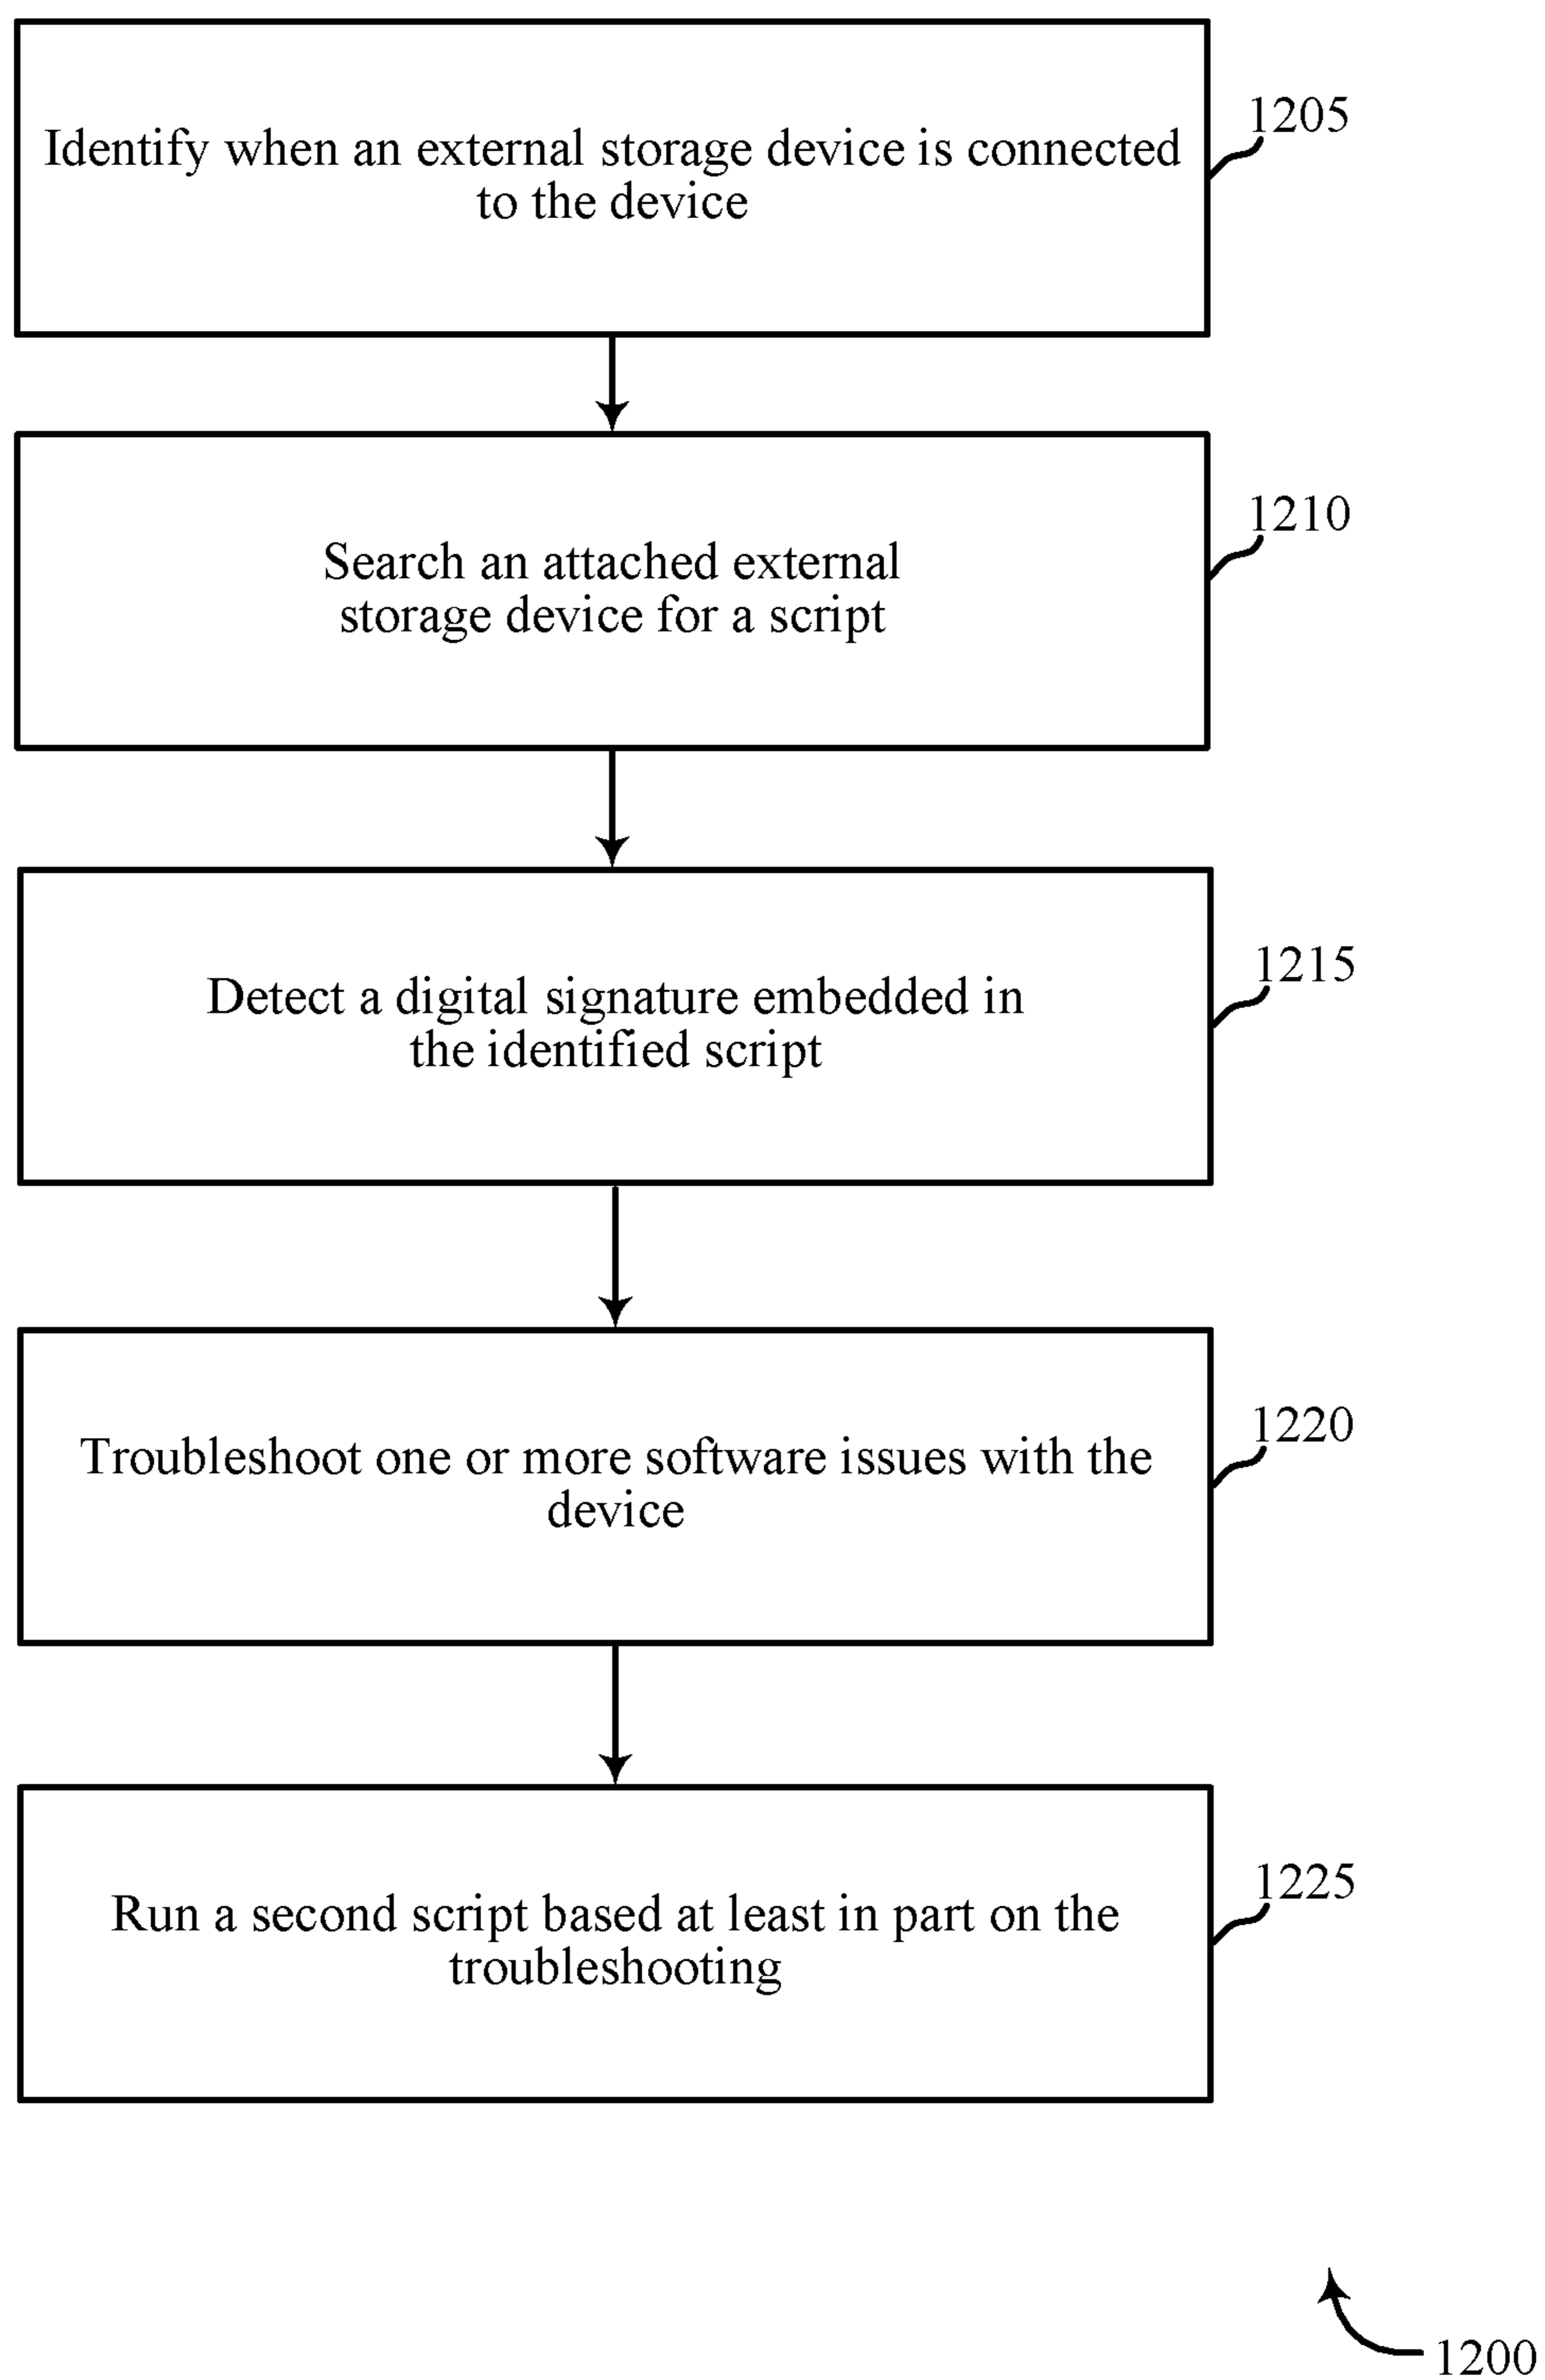 Identify when an external storage device is connected
to the device
1205
Search an attached external
storage device for a script
1210
Detect a digital signature embedded in
the identified script
1215
Troubleshoot one or more software issues with the
device
1220
Run a second script based at least in part on the
troubleshooting
1225
1200